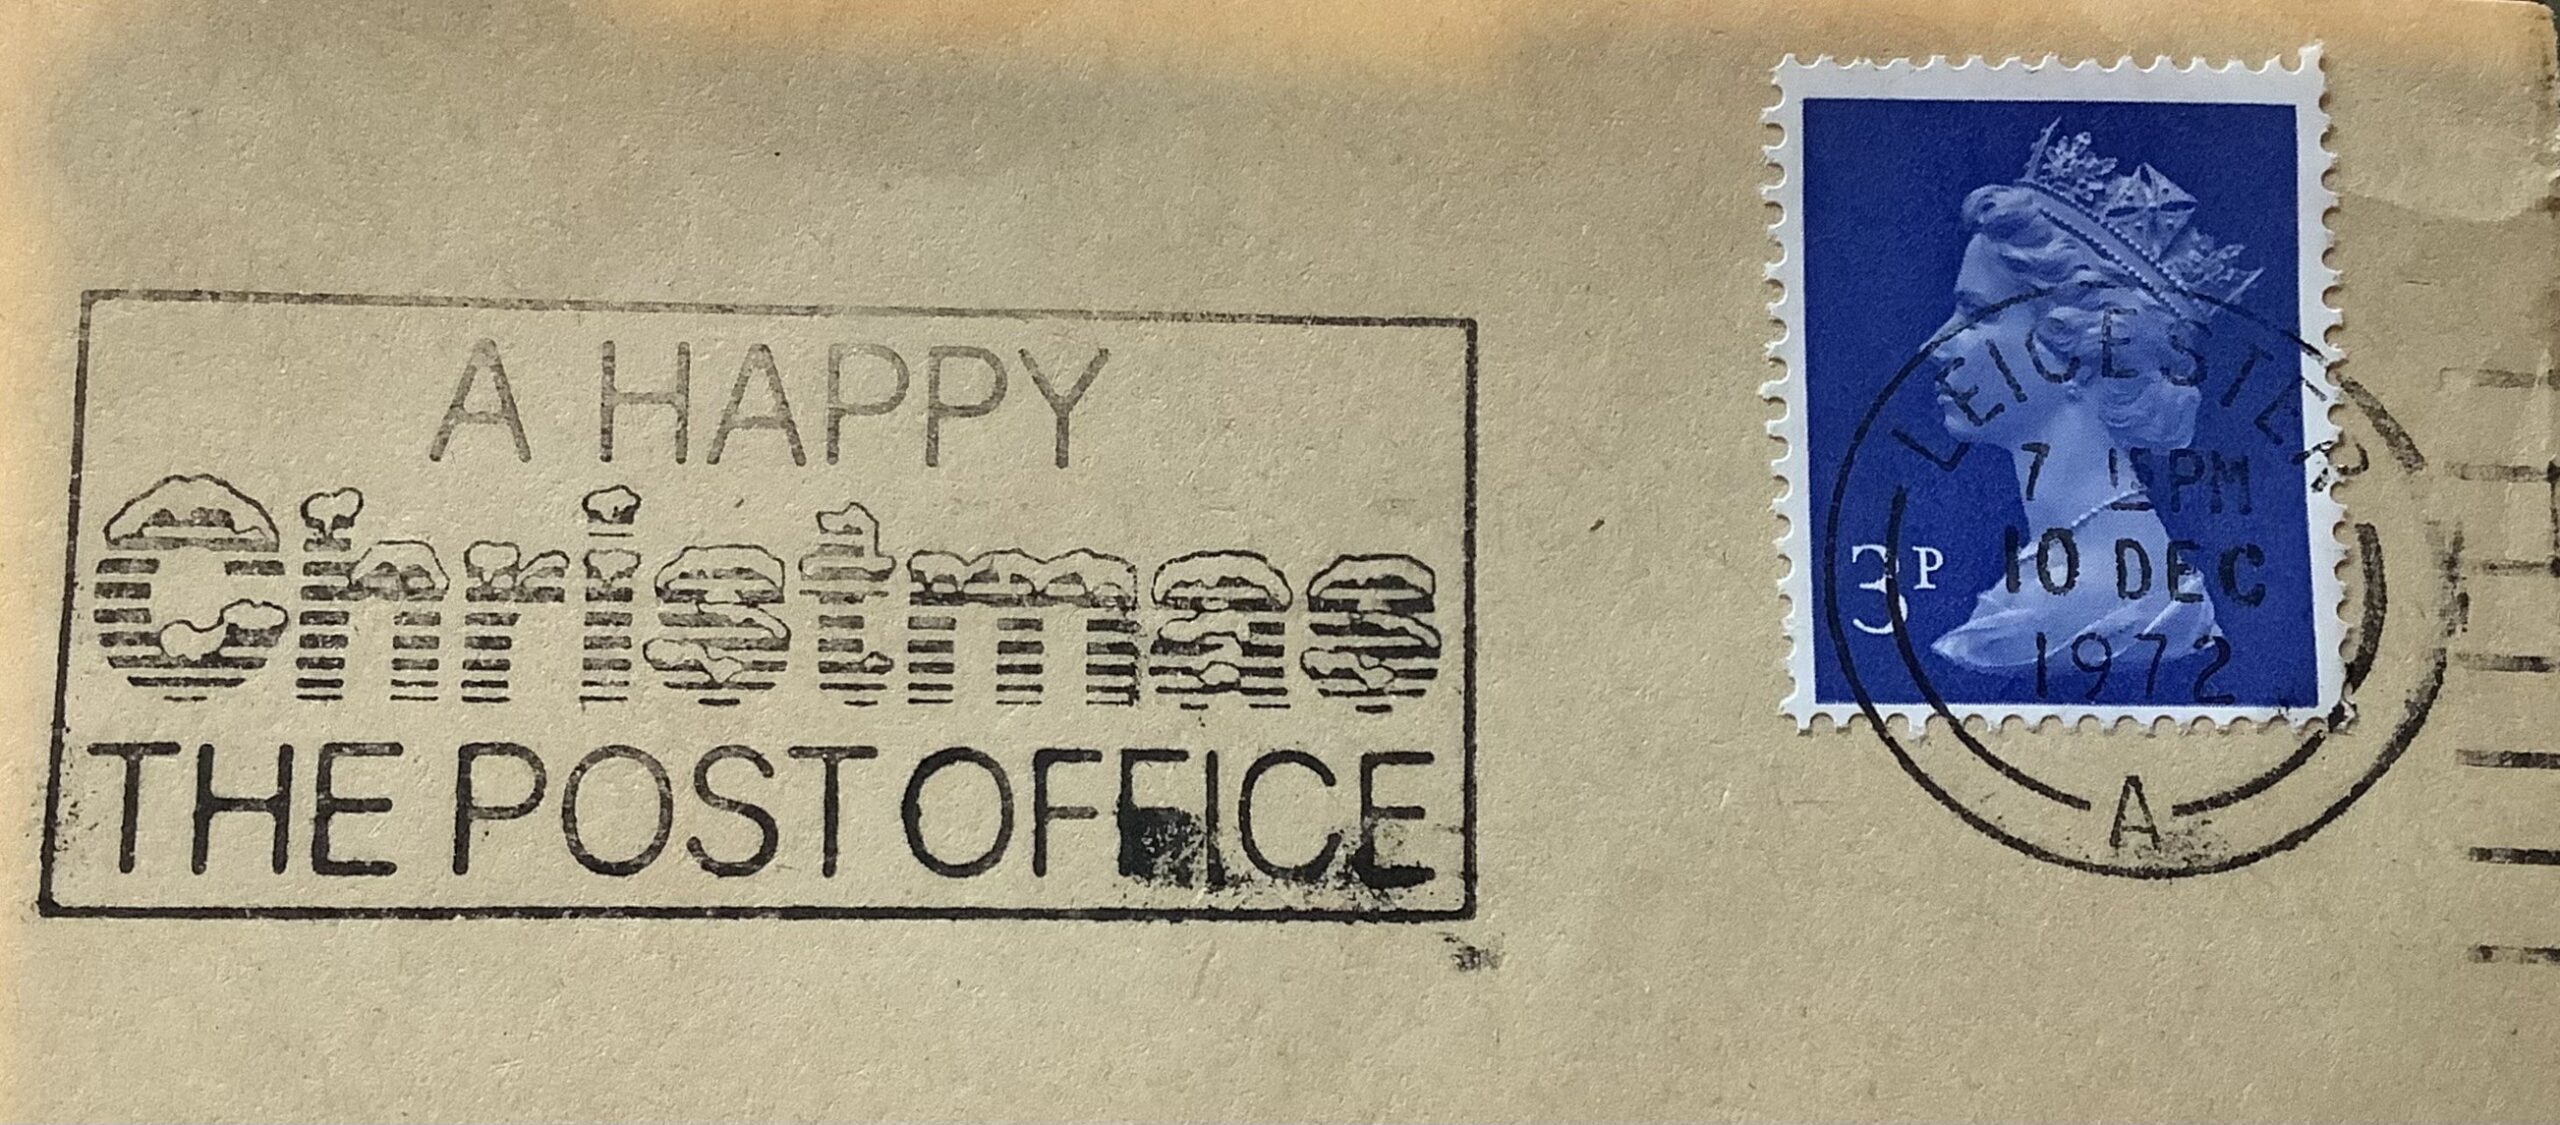 A HAPPY
Christmas
THE POST OFFICE
LEICESTER
7 15PM
10 DEC
1972
A
3P